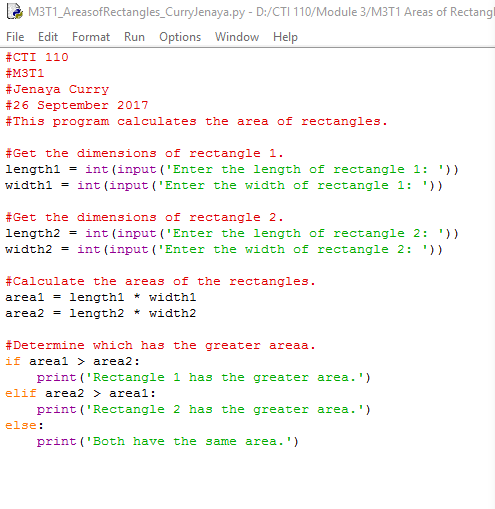 M3T1_AreasofRectangles_CurryJenaya.py - D:/CTI 110/Module 3/M3T1 Areas of Rectangl
File Edit Format Run Options Window Help
#CTI 110
#M3T1
#Jenaya Curry
#26 September 2017
#This program calculates the area of rectangles.

#Get the dimensions of rectangle 1.
length1 = int(input('Enter the length of rectangle 1: '))
width1 = int(input('Enter the width of rectangle 1: '))

#Get the dimensions of rectangle 2.
length2 = int(input('Enter the length of rectangle 2: '))
width2 = int(input('Enter the width of rectangle 2: '))

#Calculate the areas of the rectangles.
area1 = length1 * width1
area2 = length2 * width2

#Determine which has the greater areaa.
if area1 > area2:
    print('Rectangle 1 has the greater area.')
elif area2 > area1:
    print('Rectangle 2 has the greater area.')
else:
    print('Both have the same area.')